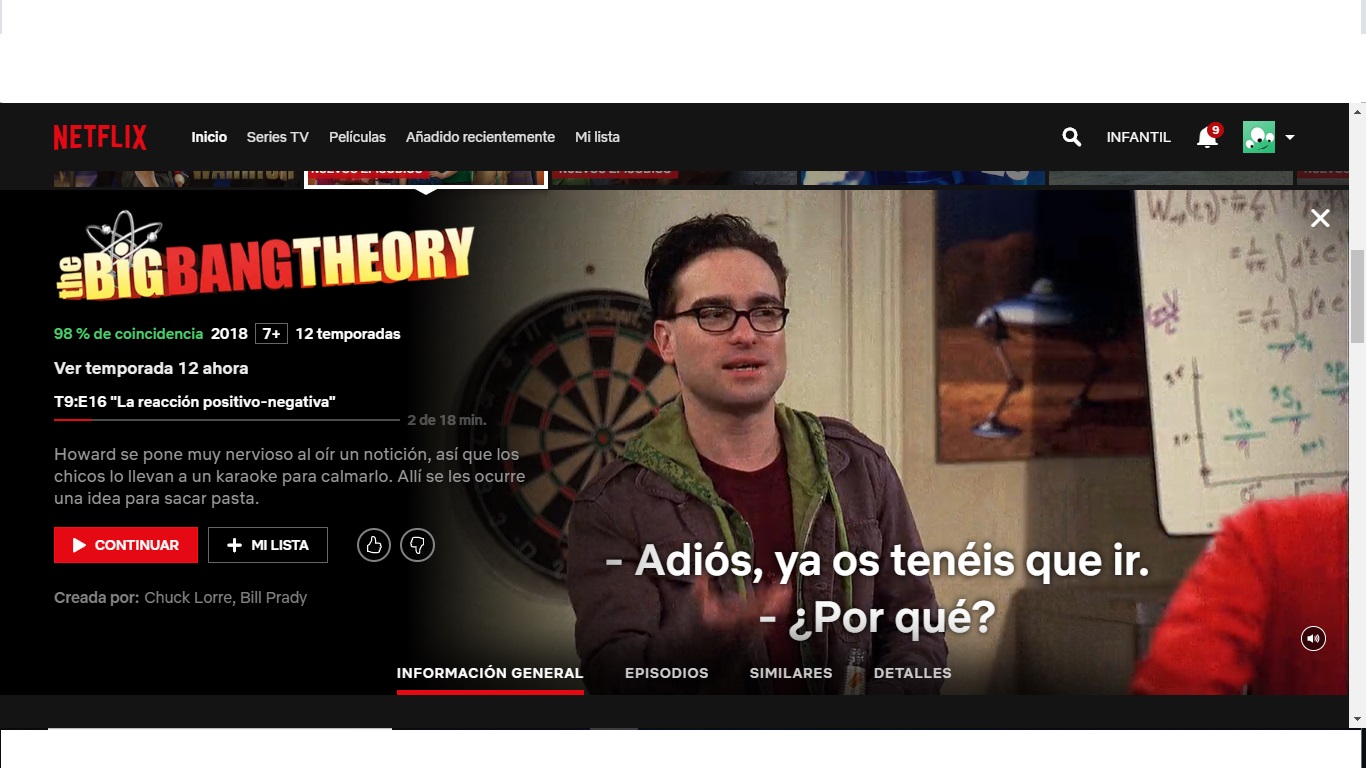 NETFLIX
Inicio Series TV Películas Añadido recientemente Mi lista
INFANTIL 9
NUEVOS EPISODIOS NUEVOS EPISODIOS
the BIG BANG THEORY
98 % de coincidencia 2018 7+ 12 temporadas
Ver temporada 12 ahora
T9:E16 "La reacción positivo-negativa"
2 de 18 min.
Howard se pone muy nervioso al oír un notición, así que los
chicos lo llevan a un karaoke para calmarlo. Allí se les ocurre
una idea para sacar pasta.
CONTINUAR MI LISTA
Creada por: Chuck Lorre, Bill Prady
- Adiós, ya os tenéis que ir.
- ¿Por qué?
INFORMACIÓN GENERAL EPISODIOS SIMILARES DETALLES